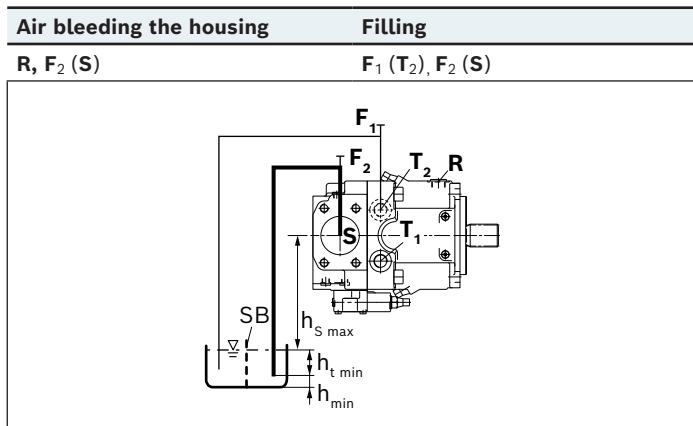 Air bleeding the housing Filling
R, F₂ (S) F₁ (T₂), F₂ (S)
F₁
F₂
T₂ R
S
T₁
SB
hS max
ht min
hmin